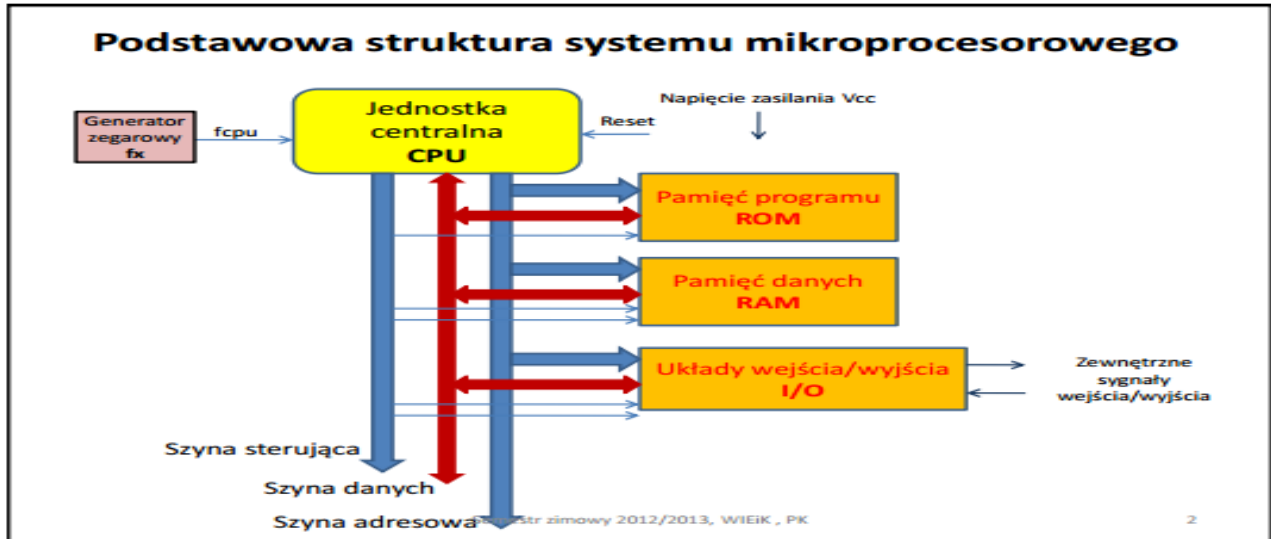 Podstawowa struktura systemu mikroprocesorowego
Generator
zegarowy
fx
fcpu
Jednostka
centralna
CPU
Reset
Napięcie zasilania Vcc
Pamięć programu
ROM
Pamięć danych
RAM
Układy wejścia/wyjścia
I/O
Zewnętrzne
sygnały
wejścia/wyjścia
Szyna sterująca
Szyna danych
Szyna adresowa
zimowy 2012/2013, WIEiK , PK
2